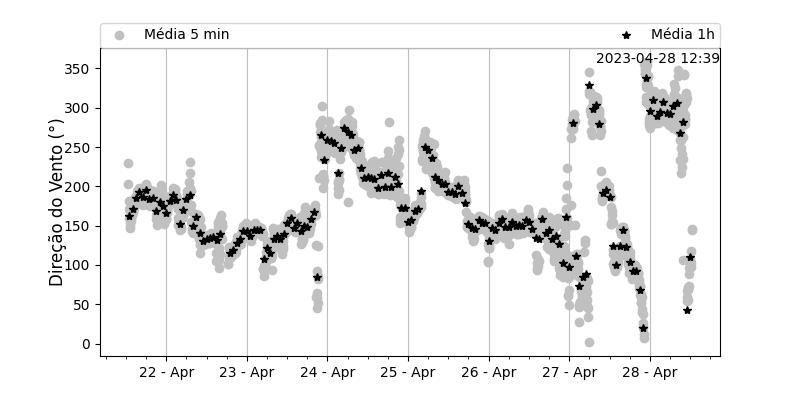 Média 5 min
Média 1h
2023-04-28 12:39
Direção do Vento (°)
350
300
250
200
150
100
50
0
22 - Apr
23 - Apr
24 - Apr
25 - Apr
26 - Apr
27 - Apr
28 - Apr